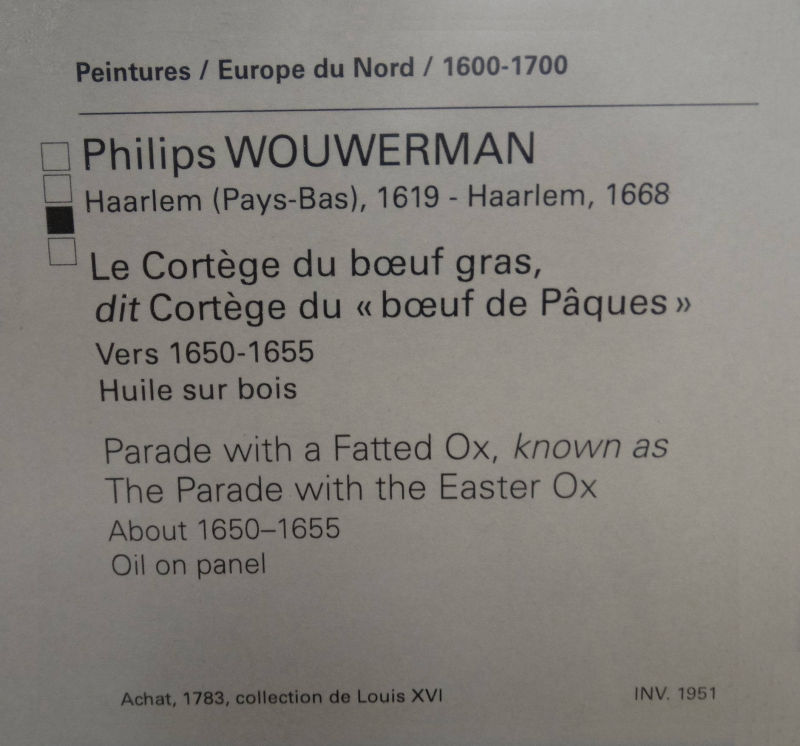 Peintures / Europe du Nord / 1600-1700
Philips WOUWERMAN
Haarlem (Pays-Bas), 1619 - Haarlem, 1668
Le Cortège du bœuf gras,
dit Cortège du « bœuf de Pâques »
Vers 1650-1655
Huile sur bois
Parade with a Fatted Ox, known as
The Parade with the Easter Ox
About 1650–1655
Oil on panel
Achat, 1783, collection de Louis XVI
INV. 1951